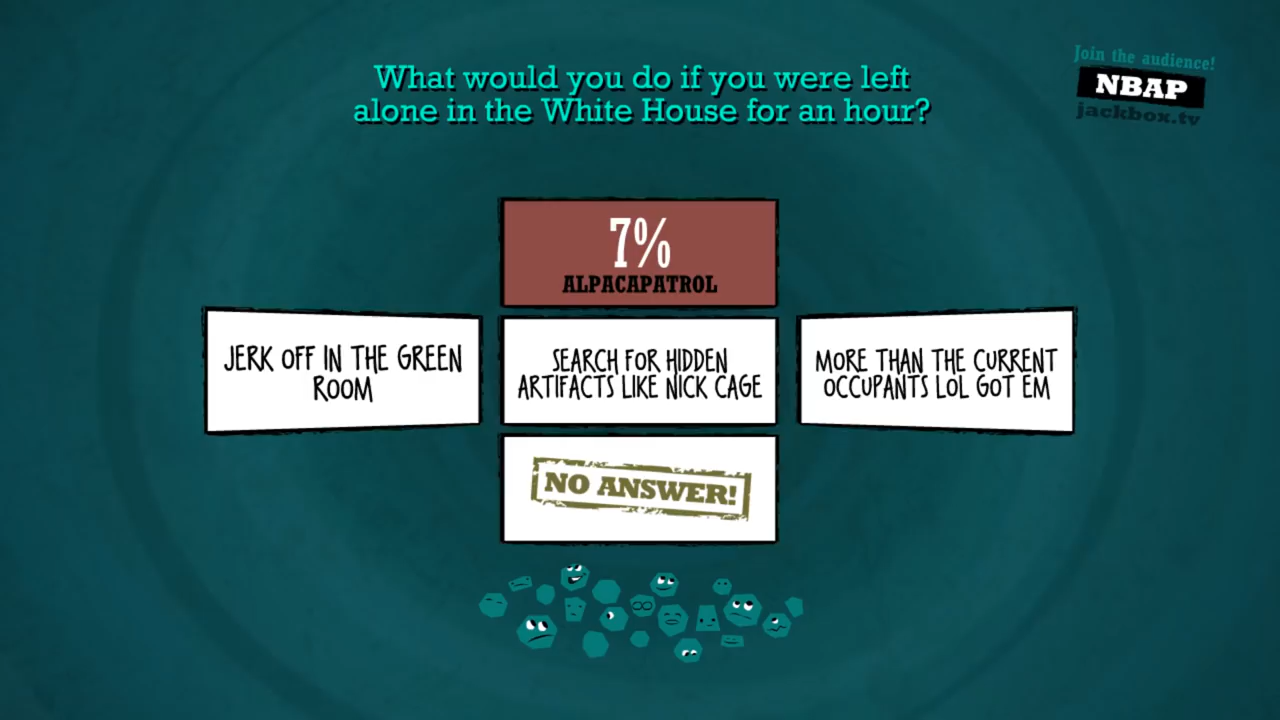 What would you do if you were left
alone in the White House for an hour?
Join the audience!
NBAP
jackbox.tv
7%
ALPACAPATROL
JERK OFF IN THE GREEN
ROOM
SEARCH FOR HIDDEN
ARTIFACTS LIKE NICK CAGE
MORE THAN THE CURRENT
OCCUPANTS LOL GOT EM
NO ANSWER!